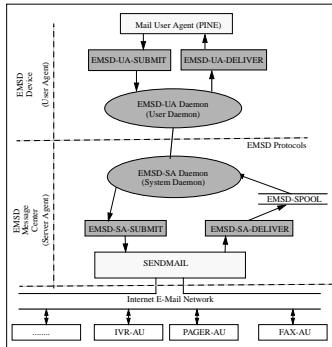 Mail User Agent (PINE)
EMSD-UA-SUBMIT
EMSD-UA-DELIVER
EMSD
Device
(User Agent)
EMSD-UA Daemon
(User Daemon)
EMSD Protocols
EMSD-SA Daemon
(System Daemon)
EMSD-SPOOL
EMSD
Message
Center
(Server Agent)
EMSD-SA-SUBMIT
EMSD-SA-DELIVER
SENDMAIL
Internet E-Mail Network
........
IVR-AU
PAGER-AU
FAX-AU